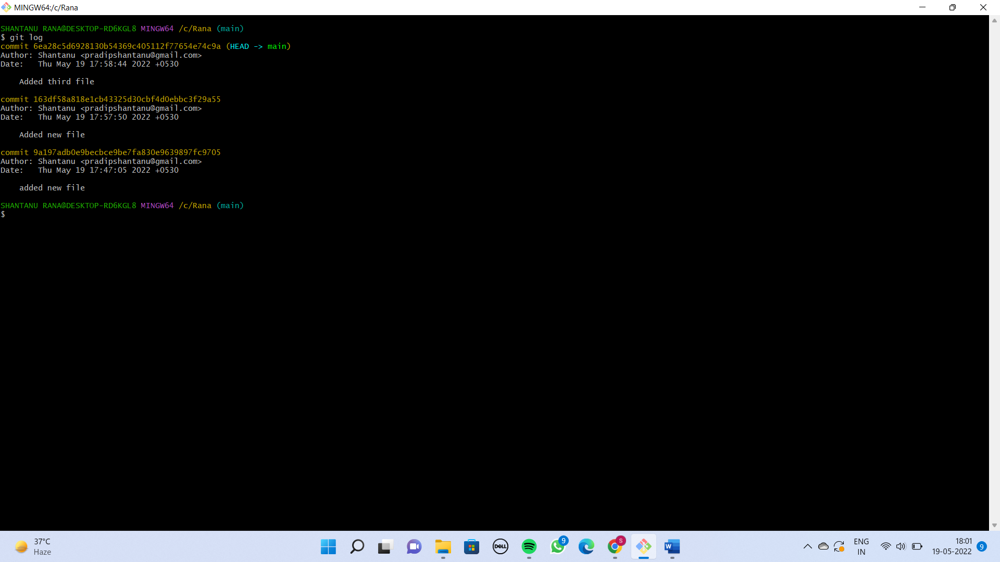 MINGW64:/c/Rana
SHANTANU RANA@DESKTOP-RD6KGL8 MINGW64 /c/Rana (main)
$ git log
commit 6ea28c5d6928130b54369c405112f77654e74c9a (HEAD -> main)
Author: Shantanu <pradipshantanu@gmail.com>
Date:   Thu May 19 17:58:44 2022 +0530
    Added third file
commit 163df58a818e1cb43325d30cbf4d0ebbc3f29a55
Author: Shantanu <pradipshantanu@gmail.com>
Date:   Thu May 19 17:57:50 2022 +0530
    Added new file
commit 9a197adb0e9becbce9be7fa830e9639897fc9705
Author: Shantanu <pradipshantanu@gmail.com>
Date:   Thu May 19 17:47:05 2022 +0530
    added new file
SHANTANU RANA@DESKTOP-RD6KGL8 MINGW64 /c/Rana (main)
$
37°C
Haze
DELL
9
S
W
ENG
IN
18:01
19-05-2022
9